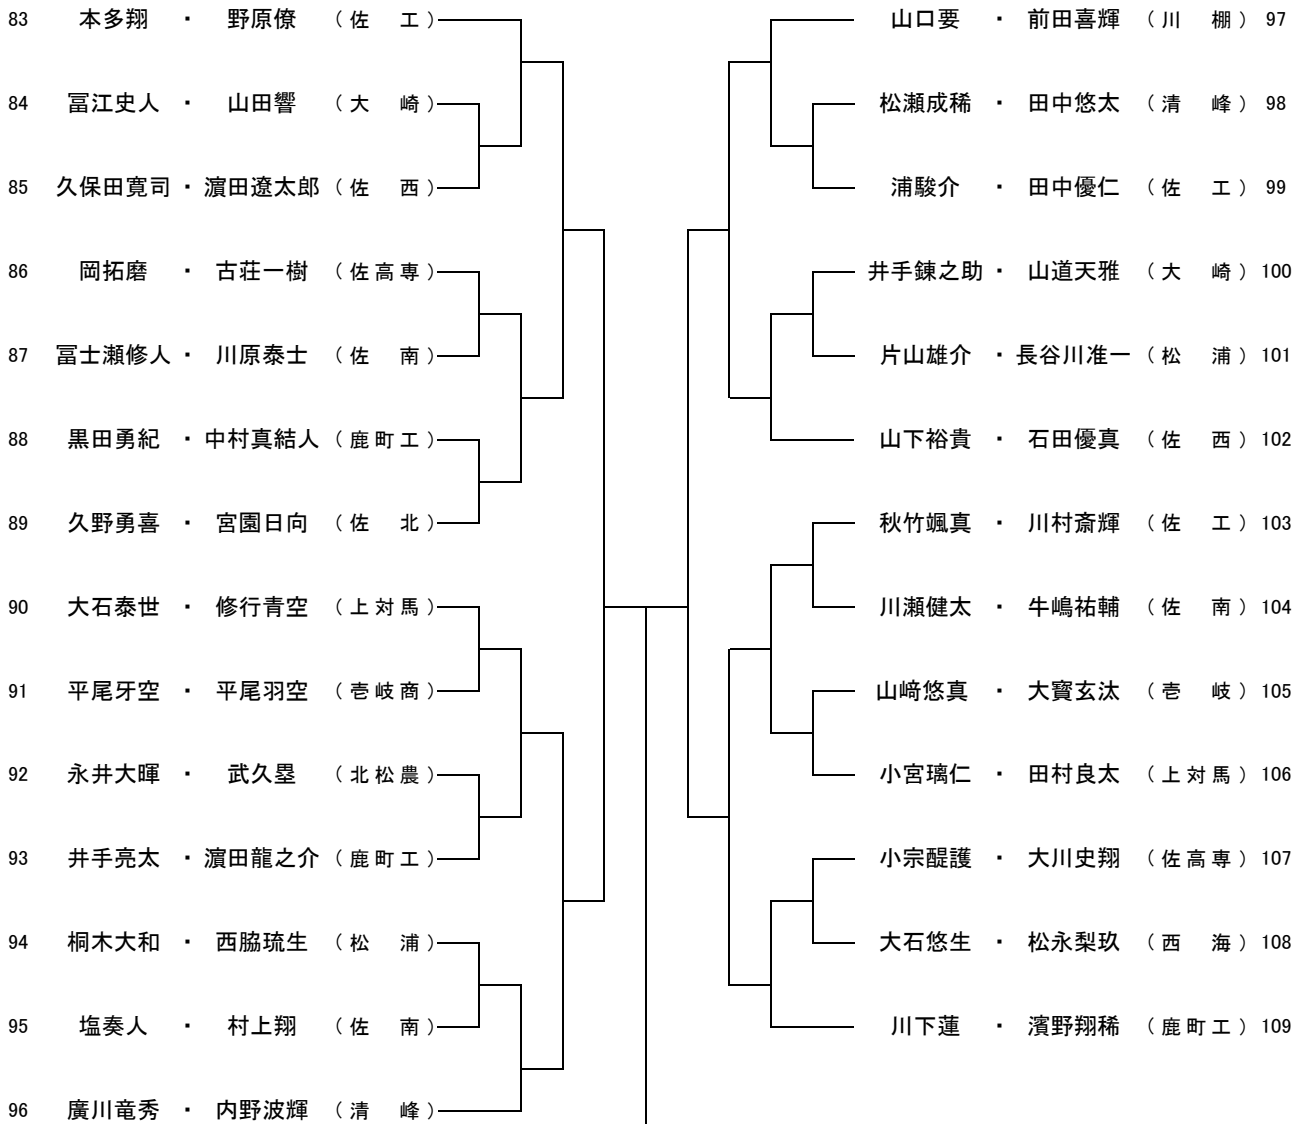 83 本多翔 ・ 野原僚 （佐 工）
84 冨江史人 ・ 山田響 （大 崎）
85 久保田寛司 ・ 濵田遼太郎 （佐 西）
86 岡拓磨 ・ 古荘一樹 （佐高専）
87 冨士瀬修人 ・ 川原泰士 （佐 南）
88 黒田勇紀 ・ 中村真結人 （鹿町工）
89 久野勇喜 ・ 宮園日向 （佐 北）
90 大石泰世 ・ 修行青空 （上対馬）
91 平尾牙空 ・ 平尾羽空 （壱岐商）
92 永井大暉 ・ 武久塁 （北松農）
93 井手亮太 ・ 濵田龍之介 （鹿町工）
94 桐木大和 ・ 西脇琉生 （松 浦）
95 塩奏人 ・ 村上翔 （佐 南）
96 廣川竜秀 ・ 内野波輝 （清 峰）
山口要 ・ 前田喜輝 （川 棚） 97
松瀬成稀 ・ 田中悠太 （清 峰） 98
浦駿介 ・ 田中優仁 （佐 工） 99
井手錬之助 ・ 山道天雅 （大 崎） 100
片山雄介 ・ 長谷川准一 （松 浦） 101
山下裕貴 ・ 石田優真 （佐 西） 102
秋竹颯真 ・ 川村斎輝 （佐 工） 103
川瀬健太 ・ 牛嶋祐輔 （佐 南） 104
山﨑悠真 ・ 大寳玄汰 （壱 岐） 105
小宮璃仁 ・ 田村良太 （上対馬） 106
小宗醍護 ・ 大川史翔 （佐高専） 107
大石悠生 ・ 松永梨玖 （西 海） 108
川下蓮 ・ 濱野翔稀 （鹿町工） 109